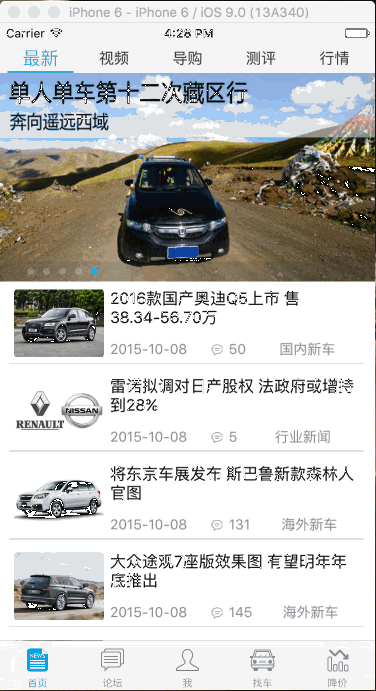 iPhone 6 - iPhone 6 / iOS 9.0 (13A340)
Carrier 4:28 PM
最新 视频 导购 测评 行情
单人单车第十二次藏区行
奔向遥远西域
2016款国产奥迪Q5上市 售
38.34-56.70万
2015-10-08 50 国内新车
雷诺拟调对日产股权 法政府或增持
到28%
RENAULT NISSAN
2015-10-08 5 行业新闻
将东京车展发布 斯巴鲁新款森林人
官图
2015-10-08 131 海外新车
大众途观7座版效果图 有望明年年
底推出
2015-10-08 145 海外新车
NEWS
首页 论坛 我 找车 降价